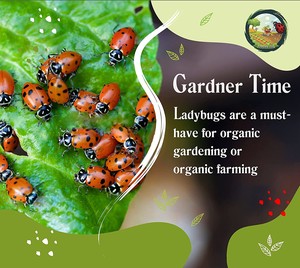 Gardner Time
Ladybugs are a must-
have for organic
gardening or
organic farming